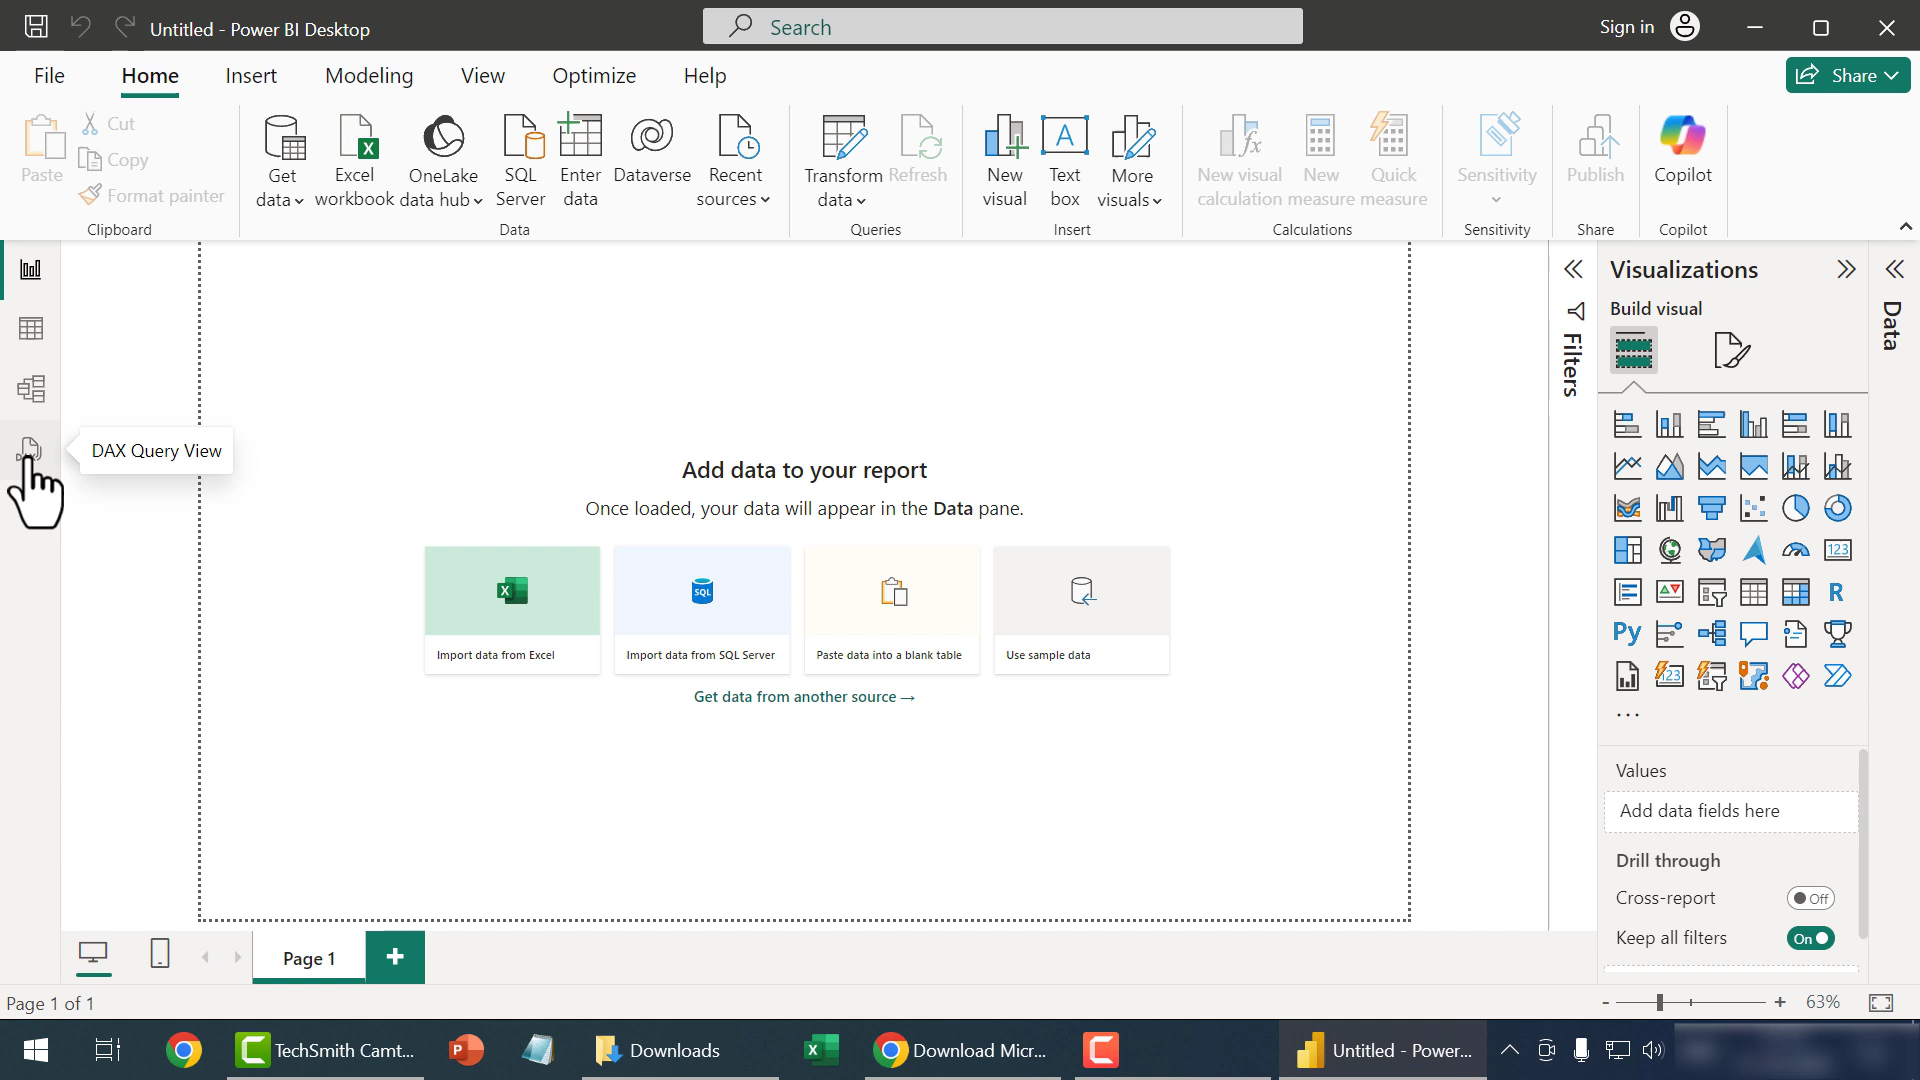 Untitled - Power BI Desktop
Search
Sign in
File
Home
Insert
Modeling
View
Optimize
Help
Share
Paste
Cut
Copy
Format painter
Clipboard
Get
data
Excel
workbook
OneLake
data hub
SQL
Server
Enter
data
Dataverse
Recent
sources
Data
Transform
data
Refresh
Queries
New
visual
Text
box
More
visuals
Insert
New visual
calculation
New
measure
Quick
measure
Calculations
Sensitivity
Sensitivity
Publish
Share
Copilot
Copilot
DAX Query View
Add data to your report
Once loaded, your data will appear in the Data pane.
SQL
Import data from Excel
Import data from SQL Server
Paste data into a blank table
Use sample data
Get data from another source →
Filters
Visualizations
Build visual
123
R
Py
123
...
Values
Add data fields here
Drill through
Cross-report
Off
Keep all filters
On
Data
Page 1
Page 1 of 1
63%
TechSmith Camt...
Downloads
Download Micr...
Untitled - Power...